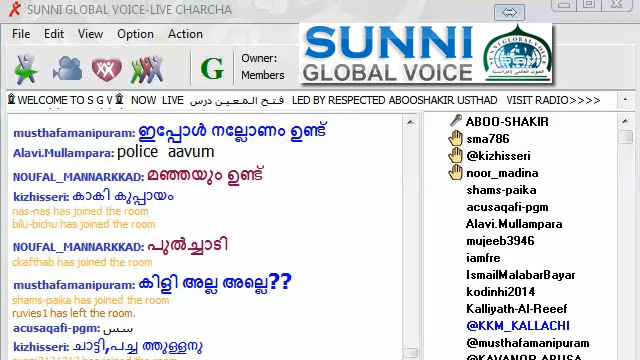 SUNNI GLOBAL VOICE-LIVE CHARCHA
File Edit View Option Action
SUNNI
GLOBAL VOICE
G
Owner:
Members
WELCOME TO S G V NOW LIVE فتح المعين درس LED BY RESPECTED ABOOSHAKIR USTHAD VISIT RADIO>>>>
musthafamanipuram: ഇപ്പോൾ നല്ലോണം ഉണ്ട്
Alavi.Mullampara: police aavum
NOUFAL_MANNARKKAD: മഞ്ഞയും ഉണ്ട്
kizhisseri: കാകി കുപ്പായം
nas-nas has joined the room
bilu-bichu has joined the room
NOUFAL_MANNARKKAD: പുൽച്ചാടി
ckafthab has joined the room
musthafamanipuram: കിളി അല്ല അല്ലെ??
shams-paika has joined the room
ruvies1 has left the room.
acusaqafi-pgm: سس
kizhisseri: ചാട്ടി,പച്ച ത്തുള്ളനു
ABOO-SHAKIR
sma786
@kizhisseri
noor_madina
shams-paika
acusaqafi-pgm
Alavi.Mullampara
mujeeb3946
iamfre
IsmailMalabarBayar
kodinhi2014
Kalliyath-Al-Reeef
@KKM_KALLACHI
@musthafamanipuram
@KAVANOR-ABUSA